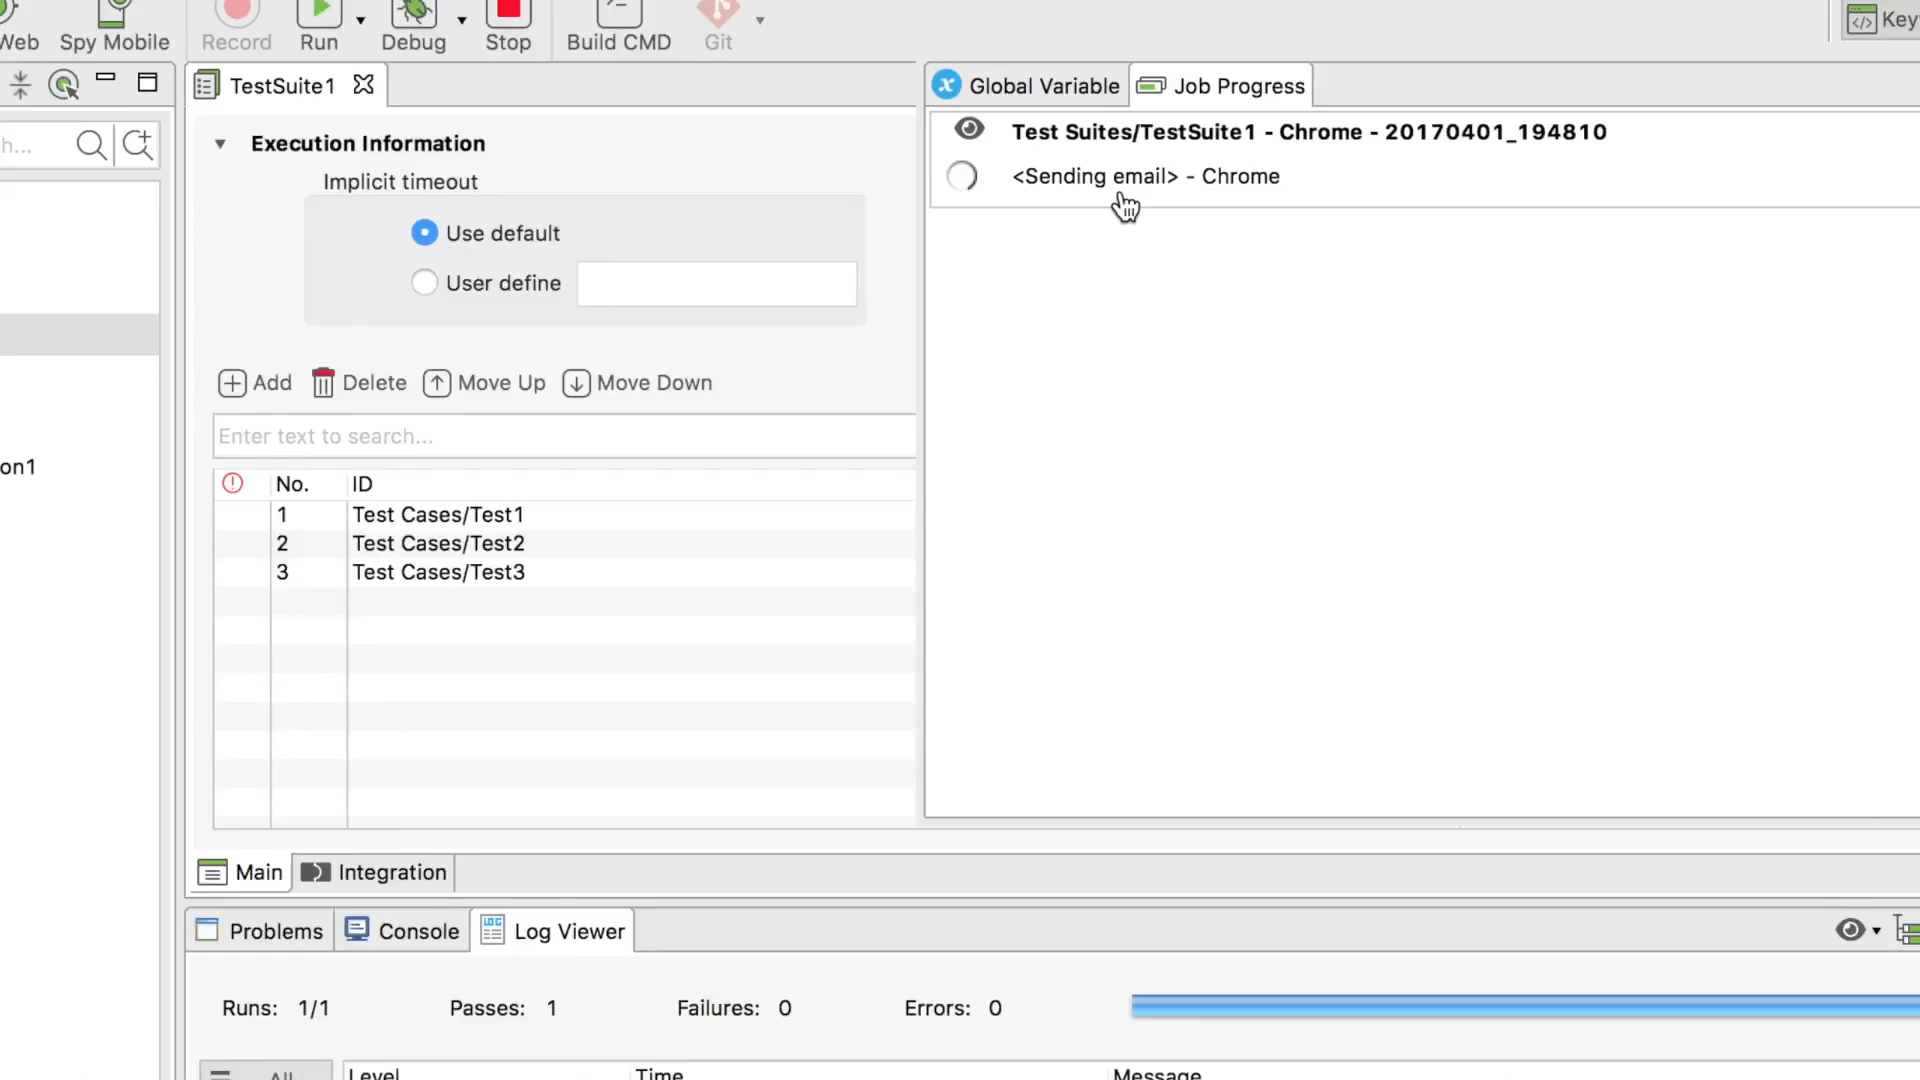 Web Spy Mobile Record Run Debug Stop Build CMD Git
TestSuite1
Global Variable Job Progress
Execution Information
Test Suites/TestSuite1 - Chrome - 20170401_194810
Implicit timeout
<Sending email> - Chrome
Use default
User define
Add Delete Move Up Move Down
Enter text to search...
on1
No. ID
1 Test Cases/Test1
2 Test Cases/Test2
3 Test Cases/Test3
Main Integration
Problems Console Log Viewer
Runs: 1/1 Passes: 1 Failures: 0 Errors: 0
All Level Time Message